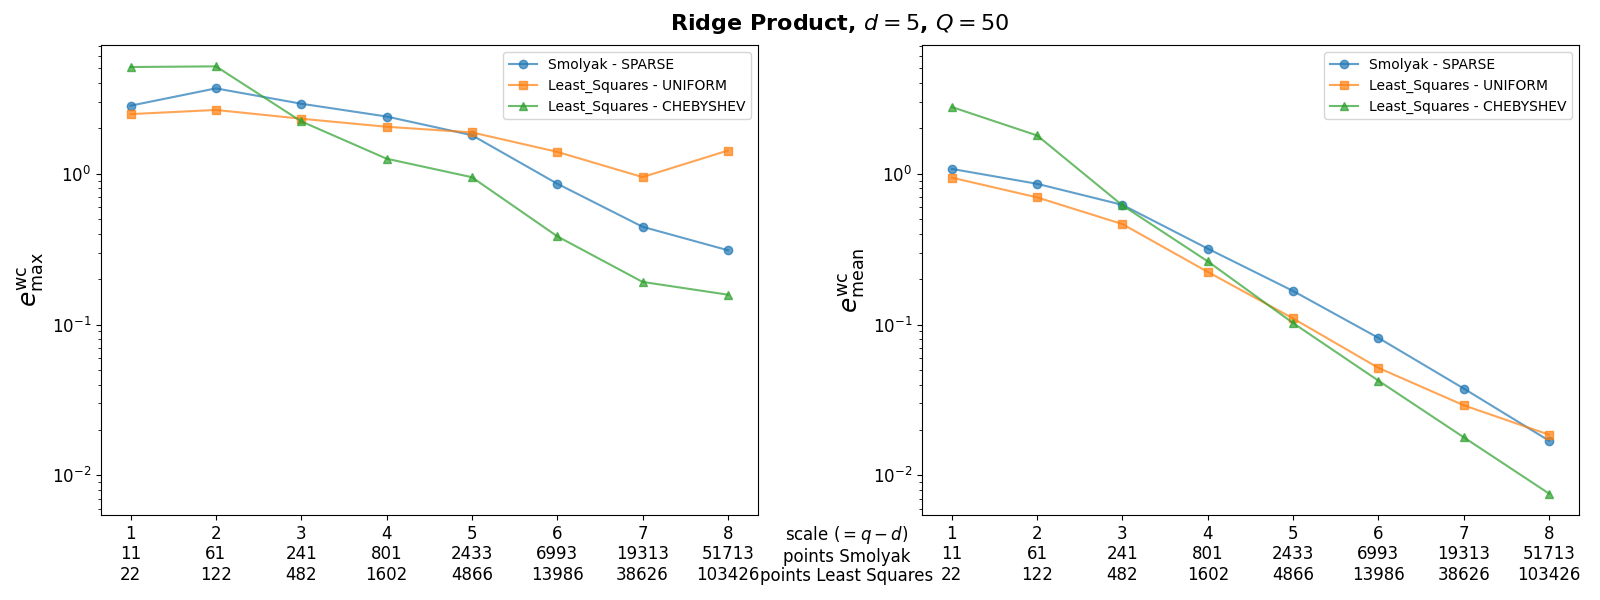 Ridge Product, d = 5, Q = 50
e^wc_max
10^0
10^-1
10^-2
Smolyak - SPARSE
Least_Squares - UNIFORM
Least_Squares - CHEBYSHEV
1 2 3 4 5 6 7 8
11 61 241 801 2433 6993 19313 51713
22 122 482 1602 4866 13986 38626 103426
scale (= q − d)
points Smolyak
points Least Squares
e^wc_mean
10^0
10^-1
10^-2
Smolyak - SPARSE
Least_Squares - UNIFORM
Least_Squares - CHEBYSHEV
1 2 3 4 5 6 7 8
11 61 241 801 2433 6993 19313 51713
22 122 482 1602 4866 13986 38626 103426